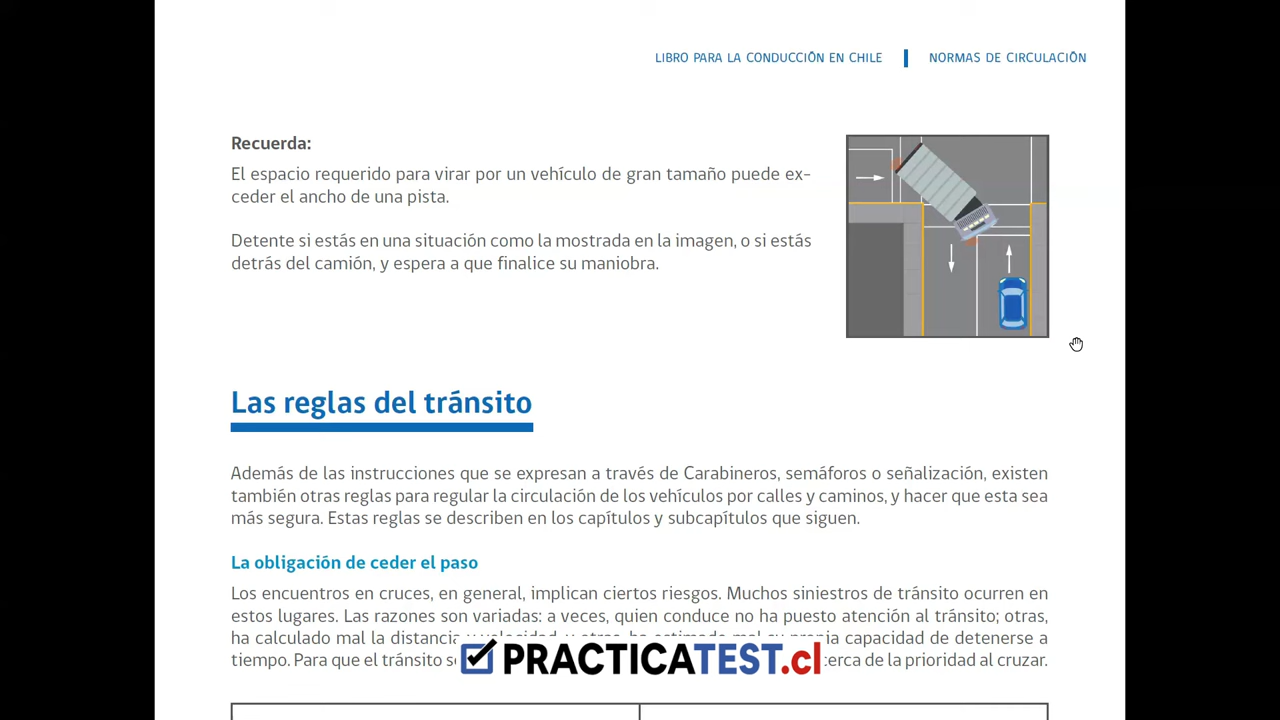 LIBRO PARA LA CONDUCCIÓN EN CHILE | NORMAS DE CIRCULACIÓN
Recuerda:
El espacio requerido para virar por un vehículo de gran tamaño puede ex-
ceder el ancho de una pista.
Detente si estás en una situación como la mostrada en la imagen, o si estás
detrás del camión, y espera a que finalice su maniobra.
Las reglas del tránsito
Además de las instrucciones que se expresan a través de Carabineros, semáforos o señalización, existen
también otras reglas para regular la circulación de los vehículos por calles y caminos, y hacer que esta sea
más segura. Estas reglas se describen en los capítulos y subcapítulos que siguen.
La obligación de ceder el paso
Los encuentros en cruces, en general, implican ciertos riesgos. Muchos siniestros de tránsito ocurren en
estos lugares. Las razones son variadas: a veces, quien conduce no ha puesto atención al tránsito; otras,
ha calculado mal la distancia capacidad de detenerse a
tiempo. Para que el tránsito de la prioridad al cruzar.
PRACTICATEST.cl